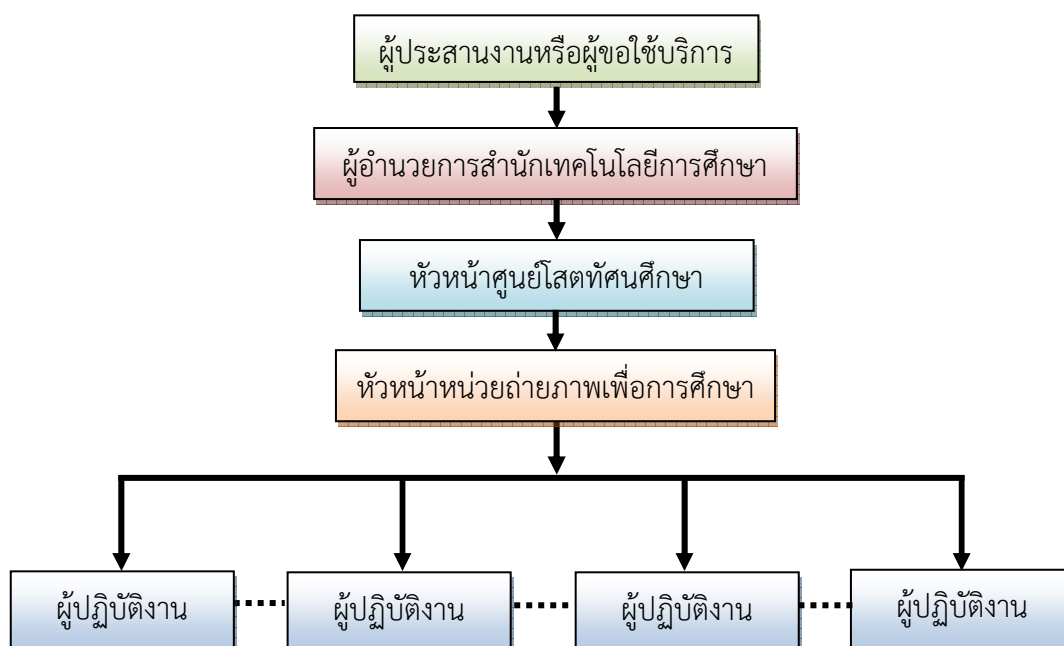 ผู้ประสานงานหรือผู้ขอใช้บริการ
ผู้อำนวยการสำนักเทคโนโลยีการศึกษา
หัวหน้าศูนย์โสตทัศนศึกษา
หัวหน้าหน่วยถ่ายภาพเพื่อการศึกษา
ผู้ปฏิบัติงาน
ผู้ปฏิบัติงาน
ผู้ปฏิบัติงาน
ผู้ปฏิบัติงาน